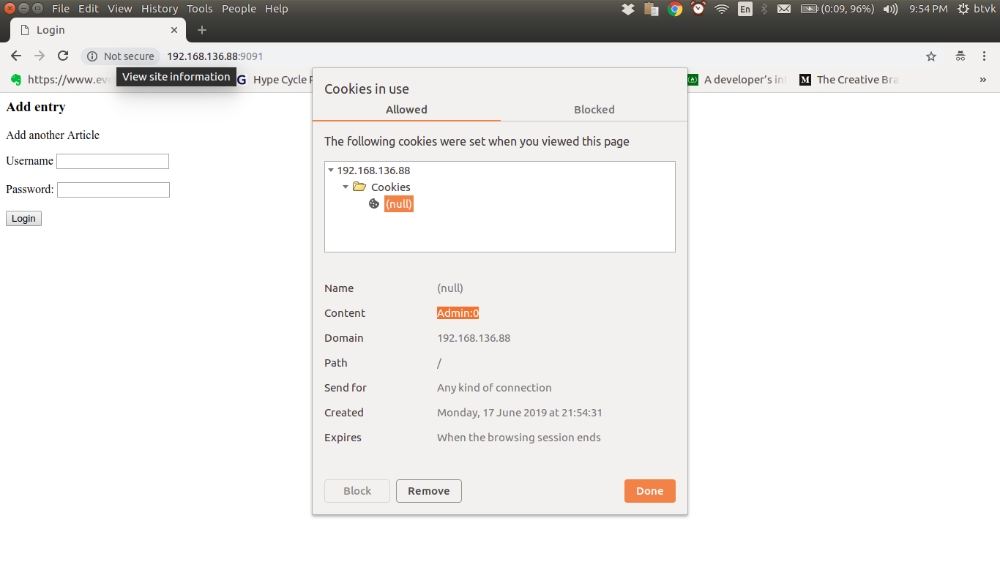 File Edit View History Tools People Help
En
(0:09, 96%)
9:54 PM
btvk
Login
Not secure
192.168.136.88:9091
https://www.eve
View site information
G
Hype Cycle
A developer's in
M
The Creative Bra
»
Add entry
Add another Article
Username
Password:
Login
Cookies in use
Allowed
Blocked
The following cookies were set when you viewed this page
192.168.136.88
Cookies
(null)
Name (null)
Content Admin:0
Domain 192.168.136.88
Path /
Send for Any kind of connection
Created Monday, 17 June 2019 at 21:54:31
Expires When the browsing session ends
Block
Remove
Done